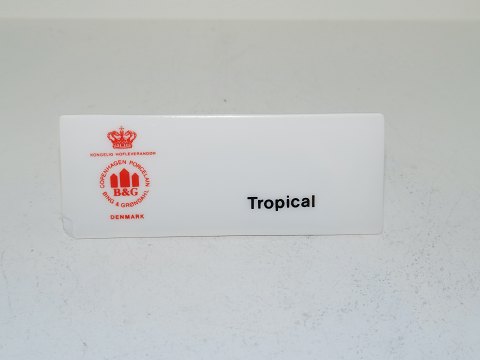 KONGELIG HOFLEVERANDØR
COPENHAGEN PORCELAIN
B&G
BING & GRØNDAHL
DENMARK
Tropical